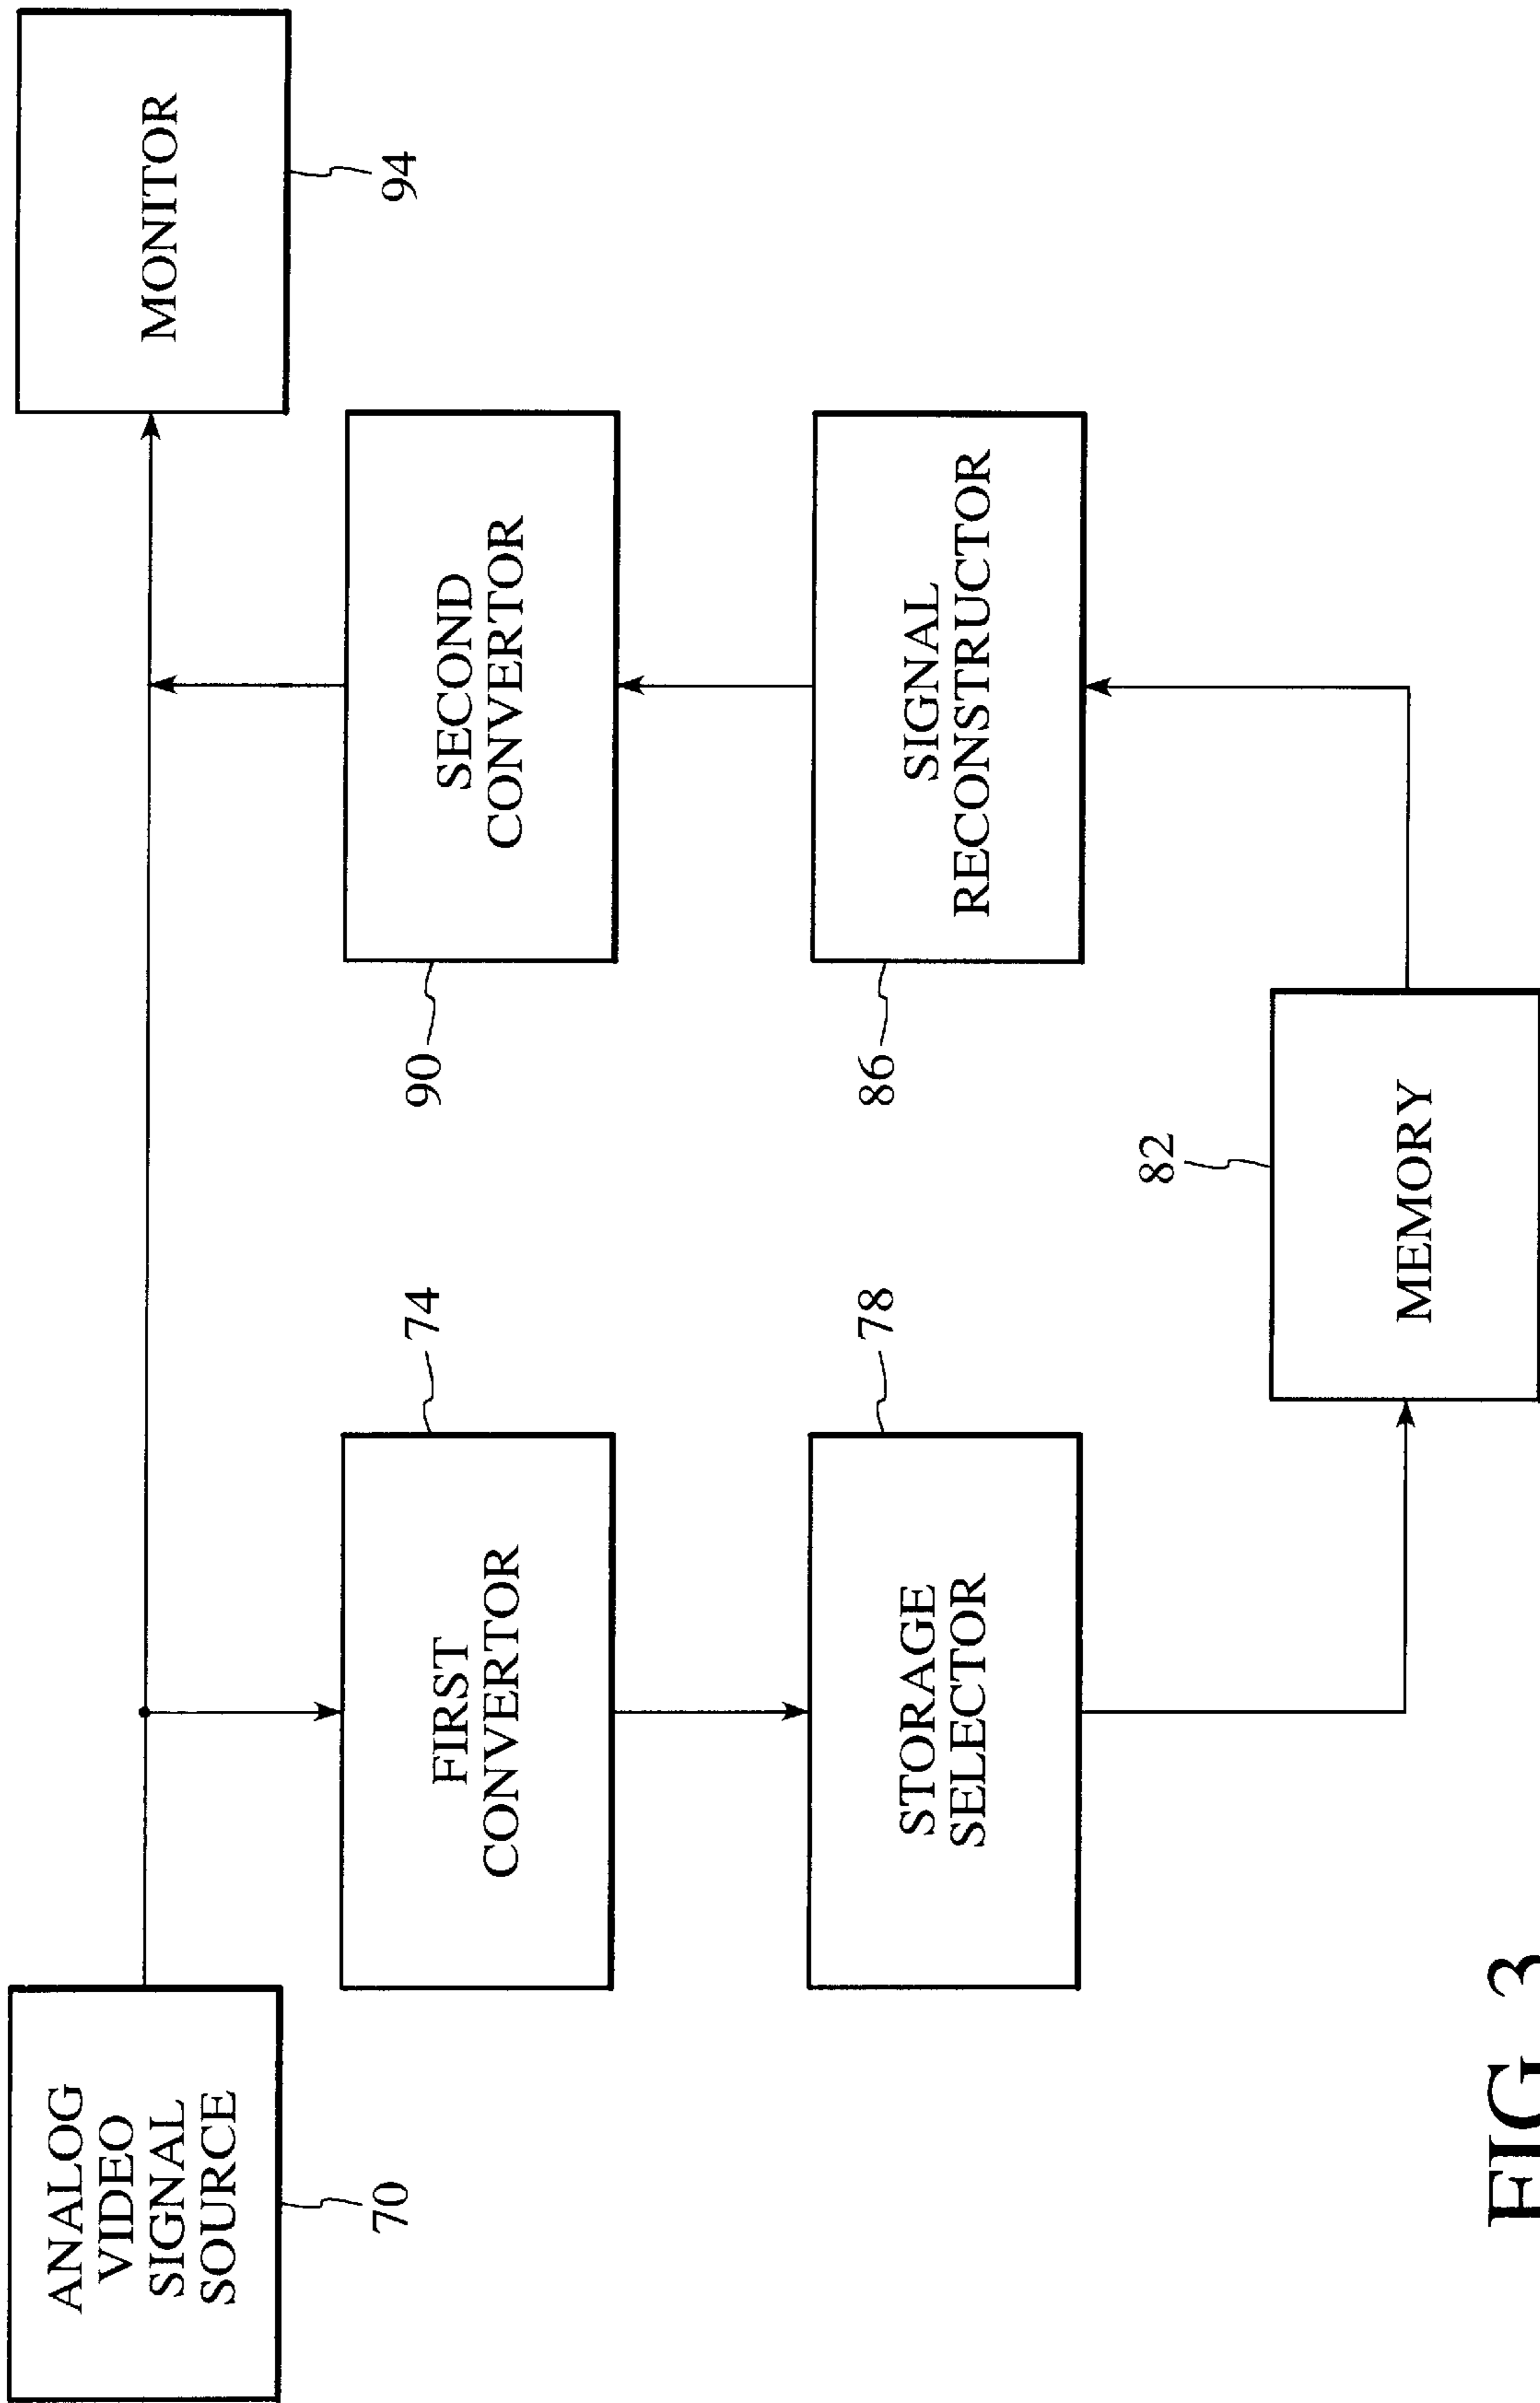 ANALOG
VIDEO
SIGNAL
SOURCE
70
MONITOR
94
FIRST
CONVERTOR
74
SECOND
CONVERTOR
90
STORAGE
SELECTOR
78
SIGNAL
RECONSTRUCTOR
86
MEMORY
82
FIG. 3